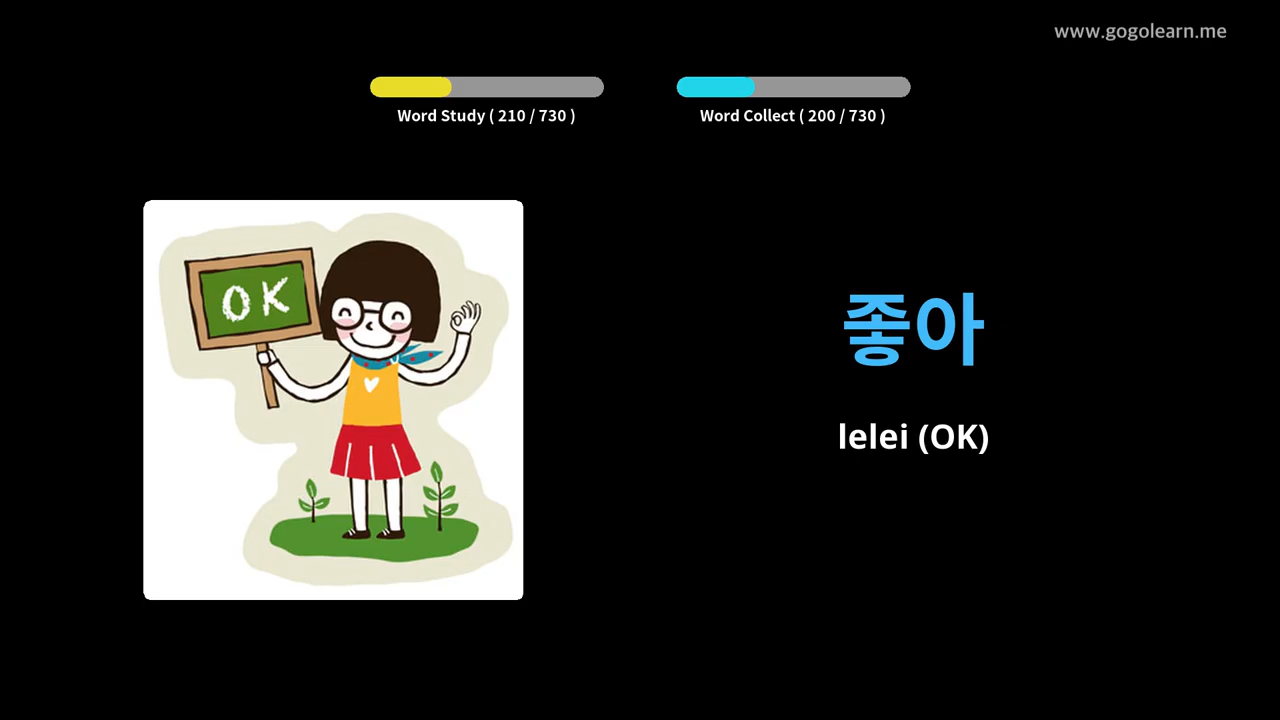 www.gogolearn.me
Word Study ( 210 / 730 )
Word Collect ( 200 / 730 )
OK
좋아
lelei (OK)